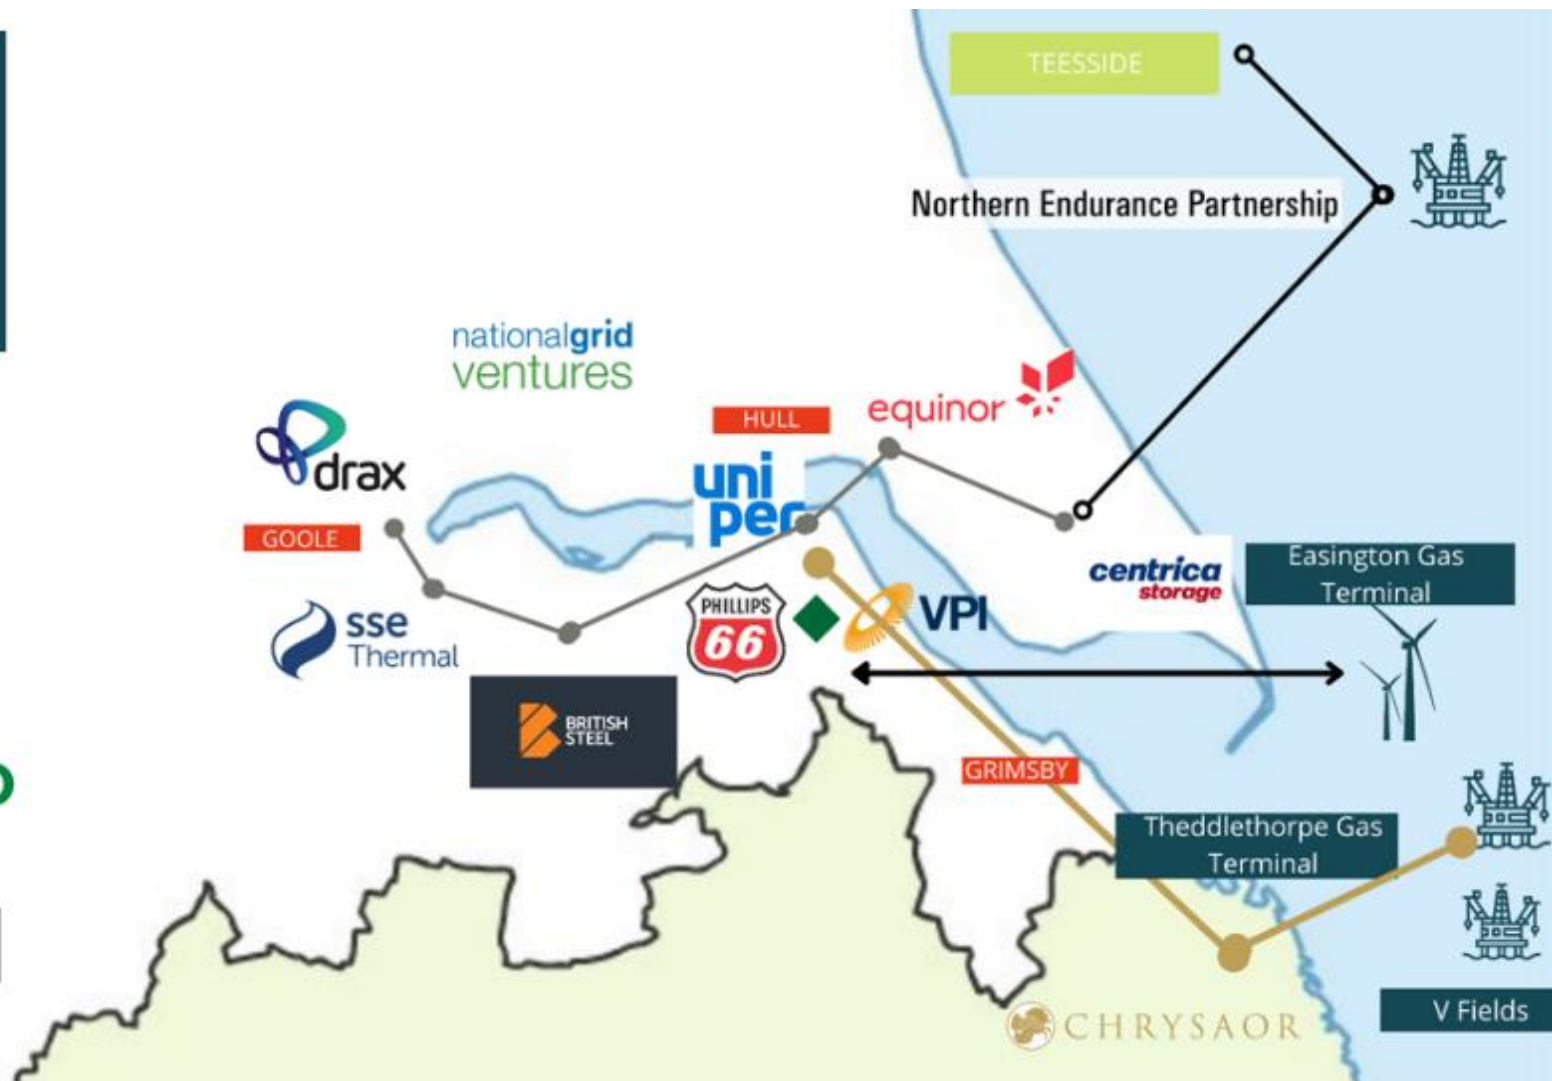 TEESSIDE
Northern Endurance Partnership
nationalgrid
ventures
equinor
HULL
drax
uni
per
GOOLE
centrica
storage
Easington Gas
Terminal
PHILLIPS
66
VPI
sse
Thermal
BRITISH
STEEL
GRIMSBY
Theddlethorpe Gas
Terminal
V Fields
CHRYSAOR